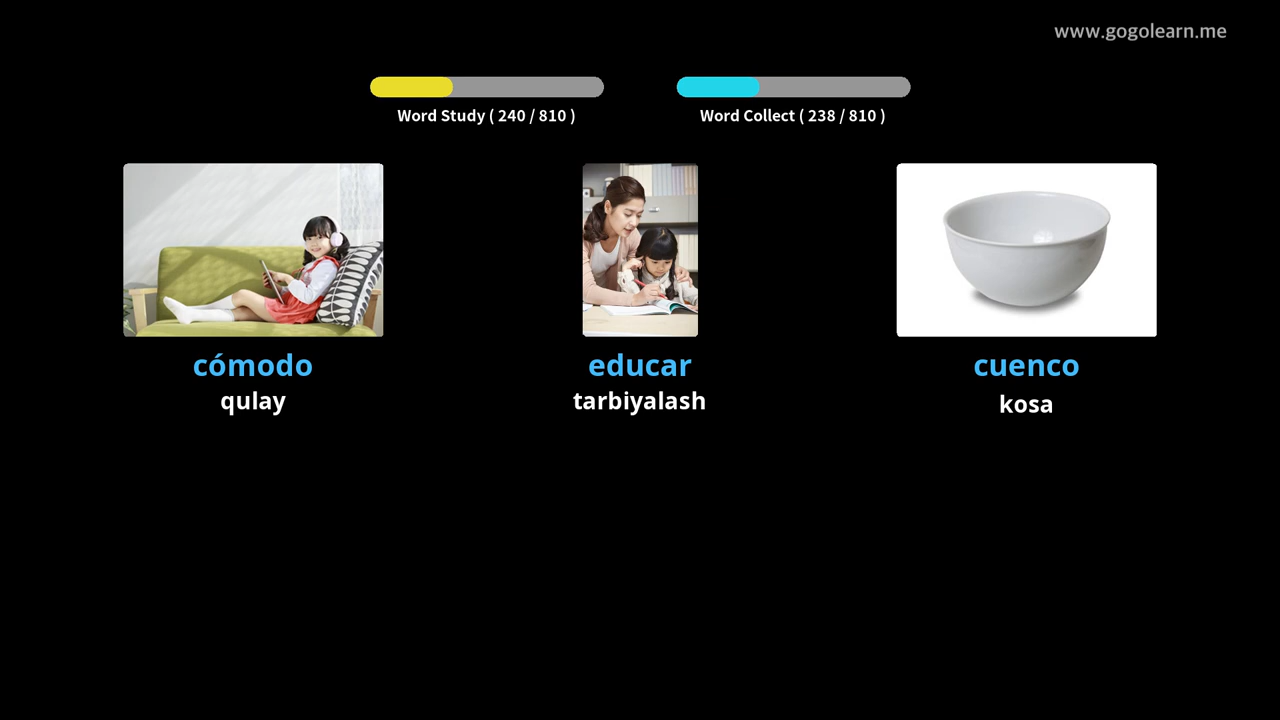 www.gogolearn.me
Word Study ( 240 / 810 )
Word Collect ( 238 / 810 )
cómodo
qulay
educar
tarbiyalash
cuenco
kosa